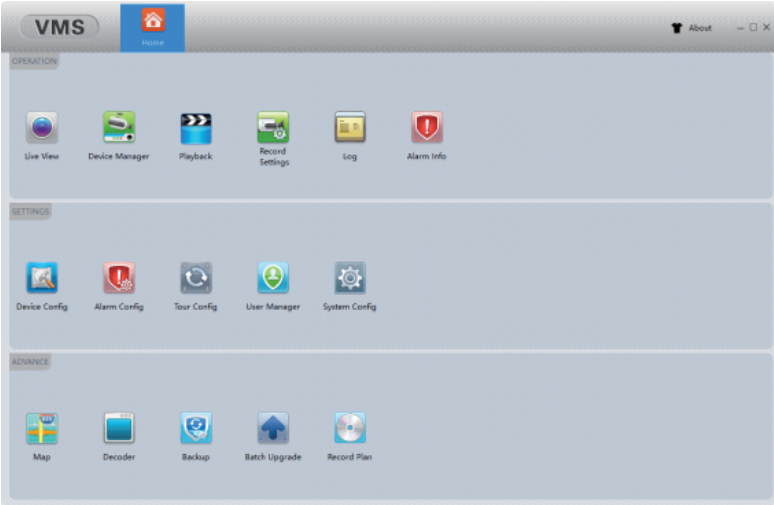 VMS
Home
About
OPERATION
Live View
Device Manager
Playback
Record
Settings
Log
Alarm Info
SETTINGS
Device Config
Alarm Config
Tour Config
User Manager
System Config
ADVANCE
Map
Decoder
Backup
Batch Upgrade
Record Plan